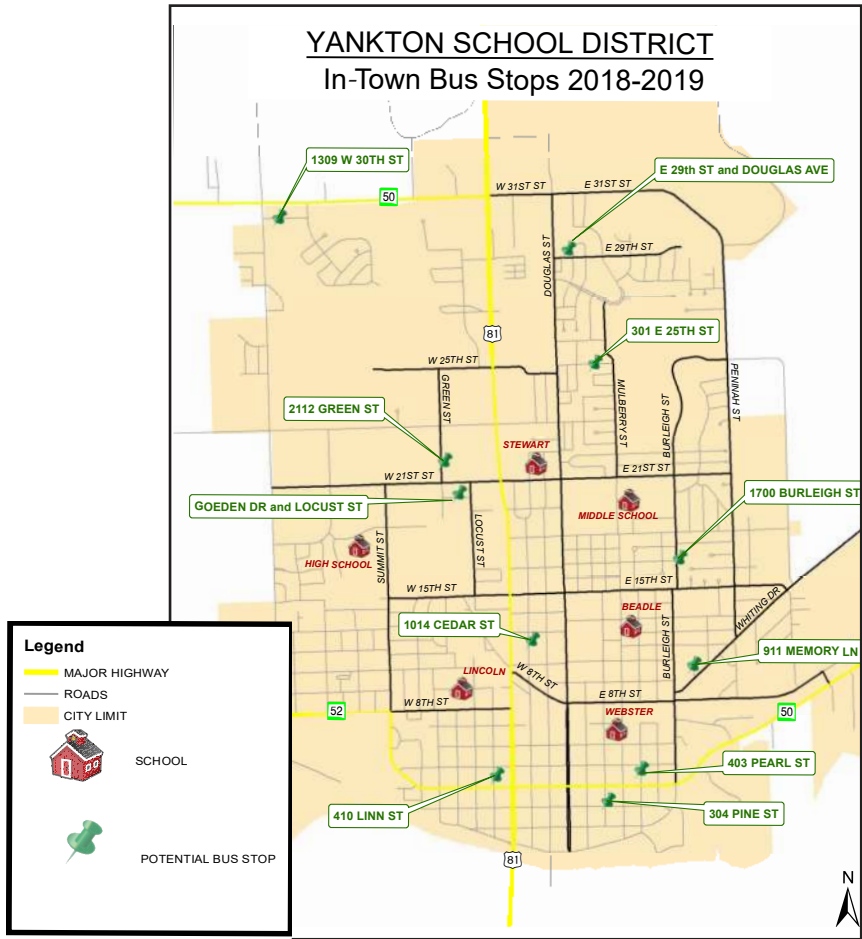 YANKTON SCHOOL DISTRICT
In-Town Bus Stops 2018-2019
1309 W 30TH ST
E 29th ST and DOUGLAS AVE
W 31ST ST
E 31ST ST
50
E 29TH ST
DOUGLAS ST
81
301 E 25TH ST
W 25TH ST
GREEN ST
MULBERRY ST
BURLEIGH ST
PENINAH ST
2112 GREEN ST
STEWART
W 21ST ST
E 21ST ST
GOEDEN DR and LOCUST ST
1700 BURLEIGH ST
MIDDLE SCHOOL
LOCUST ST
SUMMIT ST
HIGH SCHOOL
W 15TH ST
E 15TH ST
WHITING DR
BEADLE
1014 CEDAR ST
BURLEIGH ST
911 MEMORY LN
LINCOLN
W 8TH ST
W 8TH ST
E 8TH ST
WEBSTER
52
50
403 PEARL ST
410 LINN ST
304 PINE ST
81
N
Legend
MAJOR HIGHWAY
ROADS
CITY LIMIT
SCHOOL
POTENTIAL BUS STOP